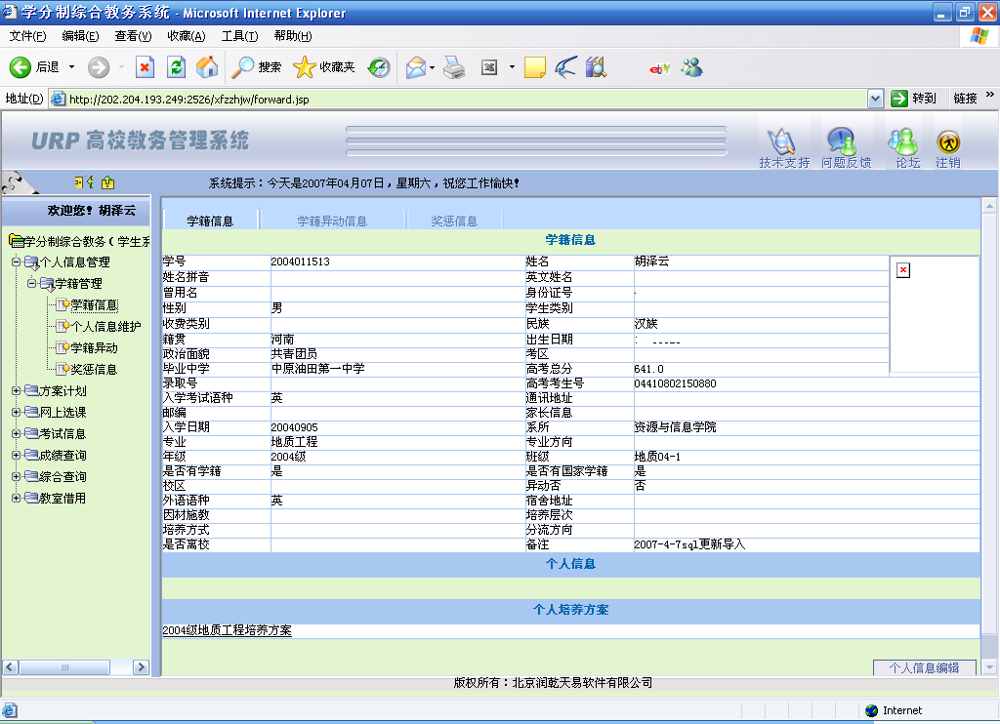 学分制综合教务系统 - Microsoft Internet Explorer
文件(F) 编辑(E) 查看(V) 收藏(A) 工具(T) 帮助(H)
后退 搜索 收藏夹 ebY
地址(D) http://202.204.193.249:2526/xfzzhjw/forward.jsp 转到 链接 »
URP 高校教务管理系统
技术支持 问题反馈 论坛 注销
系统提示：今天是2007年04月07日，星期六，祝您工作愉快!
欢迎您! 胡泽云
学分制综合教务(学生系
个人信息管理
学籍管理
学籍信息
个人信息维护
学籍异动
奖惩信息
方案计划
网上选课
考试信息
成绩查询
综合查询
教室借用
学籍信息 学籍异动信息 奖惩信息
学籍信息
学号 2004011513 姓名 胡泽云
姓名拼音 英文姓名
曾用名 身份证号
性别 男 学生类别
收费类别 民族 汉族
籍贯 河南 出生日期
政治面貌 共青团员 考区
毕业中学 中原油田第一中学 高考总分 641.0
录取号 高考考生号 04410802150880
入学考试语种 英 通讯地址
邮编 家长信息
入学日期 20040905 系所 资源与信息学院
专业 地质工程 专业方向
年级 2004级 班级 地质04-1
是否有学籍 是 是否有国家学籍 是
校区 异动否 否
外语语种 英 宿舍地址
因材施教 培养层次
培养方式 分流方向
是否离校 备注 2007-4-7sql更新导入
个人信息
个人培养方案
2004级地质工程培养方案
个人信息编辑
版权所有：北京润乾天易软件有限公司
Internet